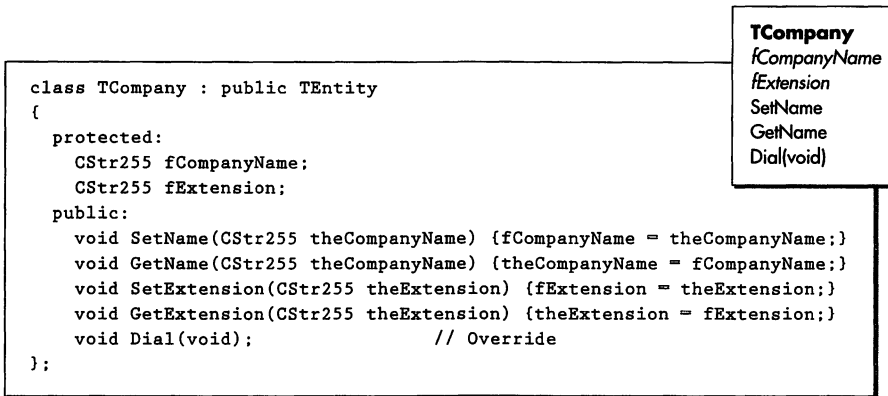 TCompany
fCompanyName
fExtension
SetName
GetName
Dial(void)
class TCompany : public TEntity
{
protected:
CStr255 fCompanyName;
CStr255 fExtension;
public:
void SetName(CStr255 theCompanyName) {fCompanyName = theCompanyName;}
void GetName(CStr255 theCompanyName) {theCompanyName = fCompanyName;}
void SetExtension(CStr255 theExtension) {fExtension = theExtension;}
void GetExtension(CStr255 theExtension) {theExtension = fExtension;}
void Dial(void); // Override
};